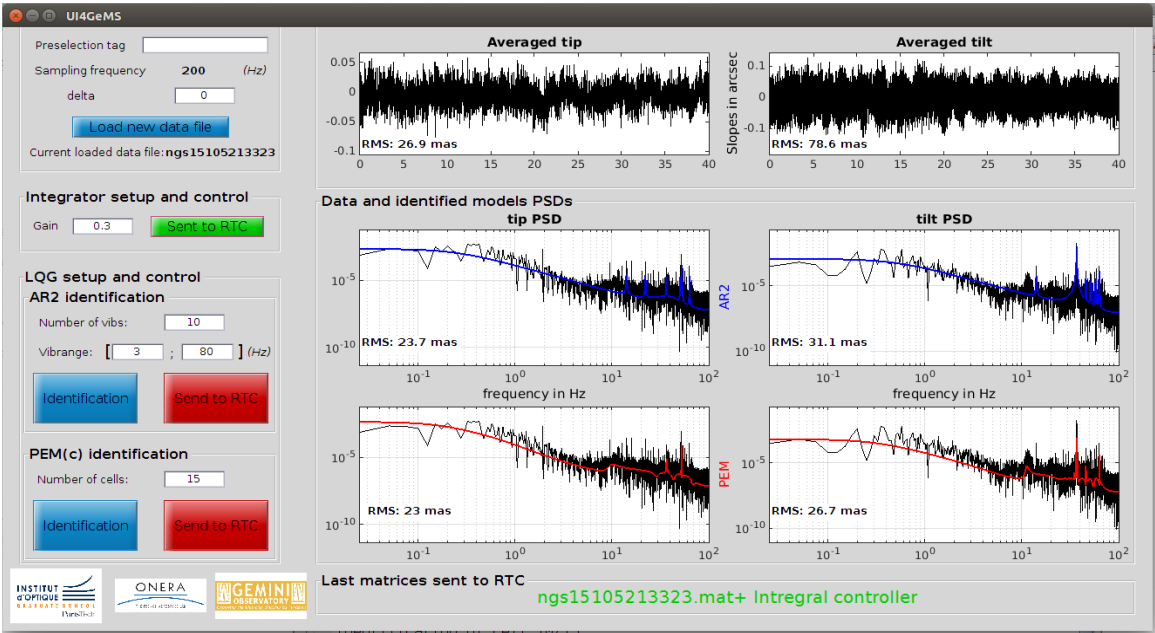 UI4GeMS
Preselection tag
Sampling frequency 200 (Hz)
delta 0
Load new data file
Current loaded data file: ngs15105213323
Integrator setup and control
Gain 0.3 Sent to RTC
LQG setup and control
AR2 identification
Number of vibs: 10
Vibrange: [ 3 ; 80 ] (Hz)
Identification Send to RTC
PEM(c) identification
Number of cells: 15
Identification Send to RTC
INSTITUT
d'OPTIQUE
GRADUATE SCHOOL
ParisTech
ONERA
GEMINI
OBSERVATORY
Averaged tip
0.05
0
-0.05
-0.1
RMS: 26.9 mas
0 5 10 15 20 25 30 35 40
Averaged tilt
Slopes in arcsec
0.1
0
-0.1
RMS: 78.6 mas
0 5 10 15 20 25 30 35 40
Data and identified models PSDs
tip PSD
10^-5
10^-10
RMS: 23.7 mas
10^-1 10^0 10^1 10^2
frequency in Hz
tilt PSD
AR2
10^-5
10^-10
RMS: 31.1 mas
10^-1 10^0 10^1 10^2
frequency in Hz
10^-5
10^-10
RMS: 23 mas
10^-1 10^0 10^1 10^2
PEM
10^-5
10^-10
RMS: 26.7 mas
10^-1 10^0 10^1 10^2
Last matrices sent to RTC
ngs15105213323.mat+ Intregral controller